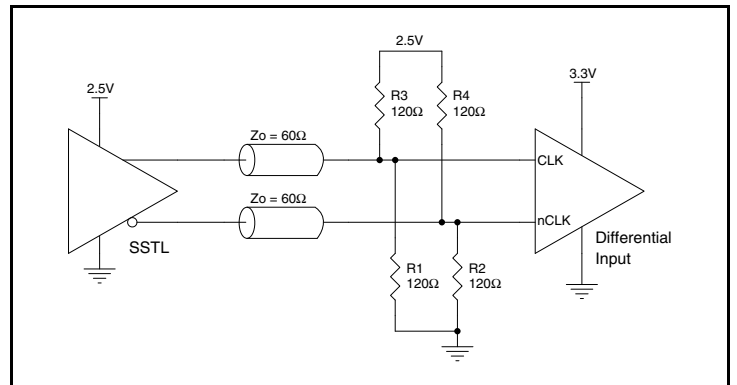 2.5V
3.3V
2.5V
R3
120Ω
R4
120Ω
Zo = 60Ω
CLK
Zo = 60Ω
nCLK
SSTL
Differential
Input
R1
120Ω
R2
120Ω